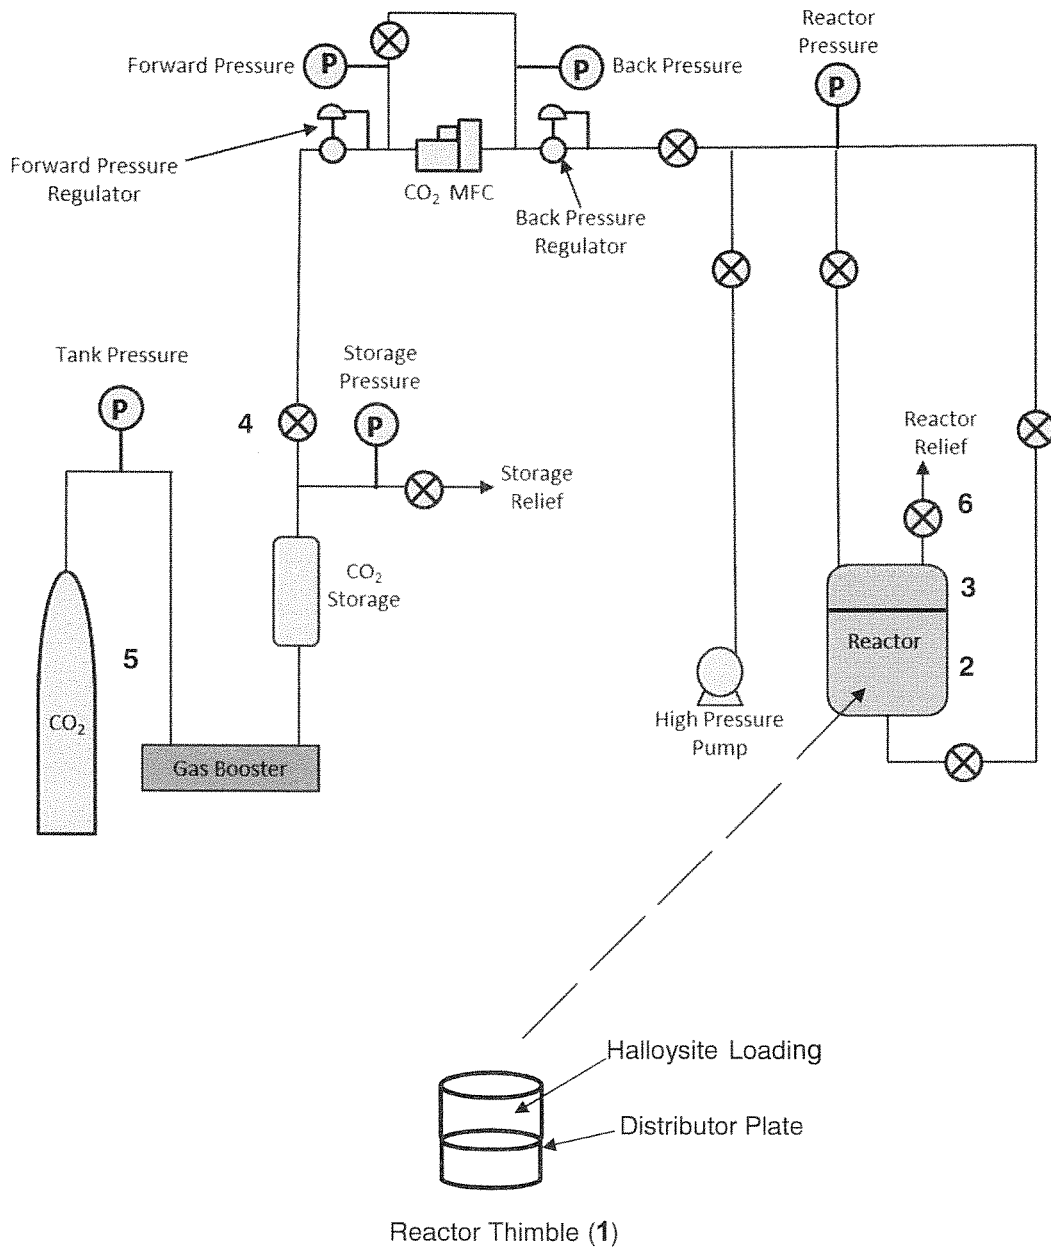 Reactor
Pressure
P
Forward Pressure
P
P
Back Pressure
Forward Pressure
Regulator
CO₂ MFC
Back Pressure
Regulator
Tank Pressure
P
Storage
Pressure
P
4
Storage
Relief
Reactor
Relief
6
CO₂
Storage
3
Reactor
2
5
CO₂
Gas Booster
High Pressure
Pump
Halloysite Loading
Distributor Plate
Reactor Thimble (1)